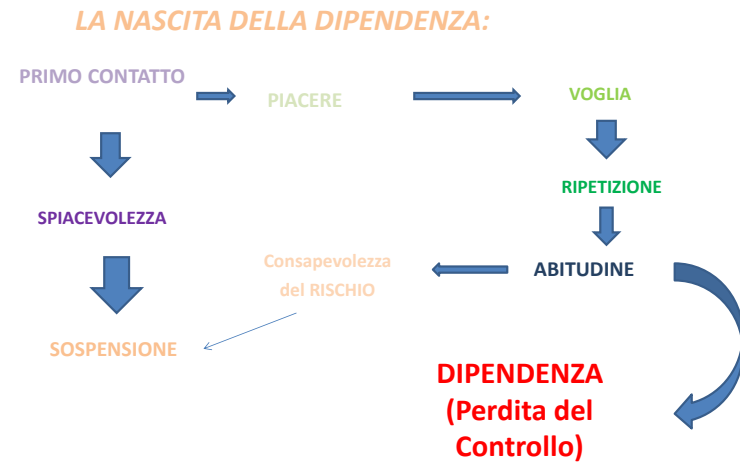 LA NASCITA DELLA DIPENDENZA:
PRIMO CONTATTO
PIACERE
VOGLIA
RIPETIZIONE
SPIACEVOLEZZA
Consapevolezza
del RISCHIO
ABITUDINE
SOSPENSIONE
DIPENDENZA
(Perdita del
Controllo)